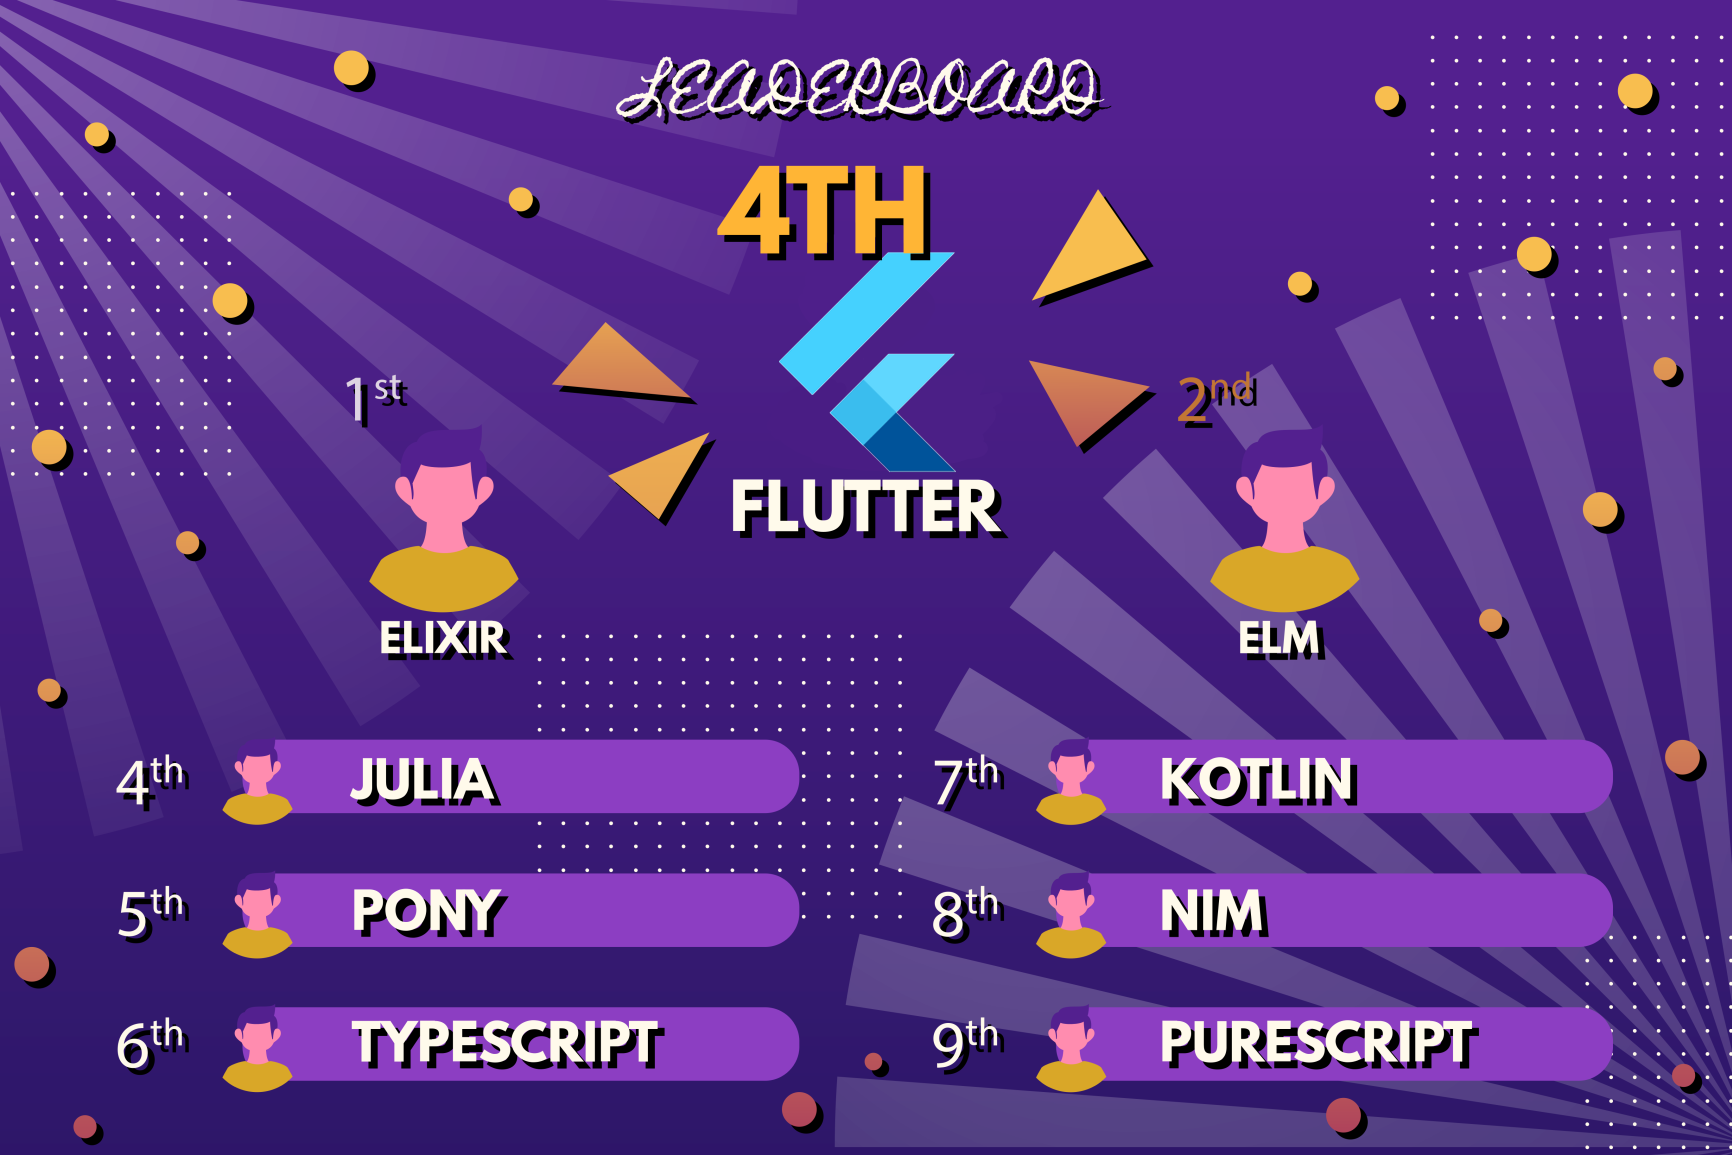 LEADERBOARD
4TH
FLUTTER
1st
ELIXIR
2nd
ELM
4th JULIA
5th PONY
6th TYPESCRIPT
7th KOTLIN
8th NIM
9th PURESCRIPT